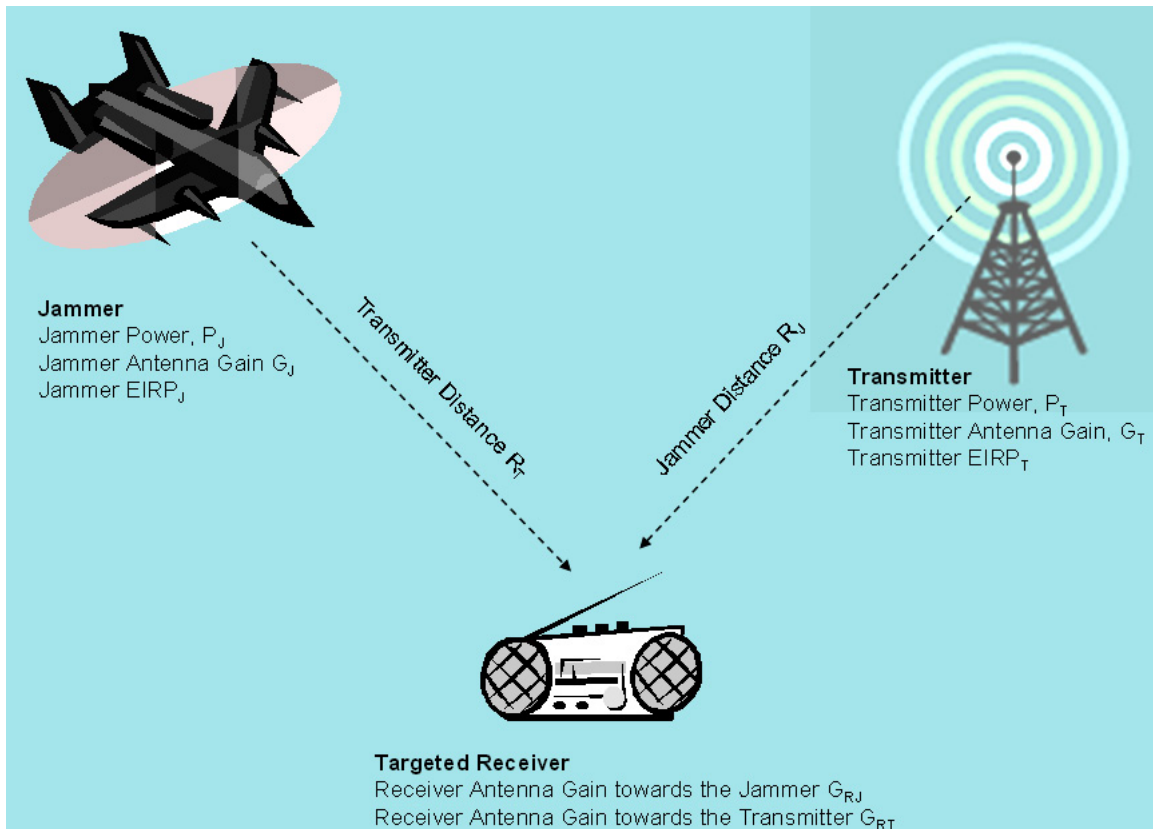 Jammer
Jammer Power, PJ
Jammer Antenna Gain GJ
Jammer EIRPJ
Transmitter Distance RT
Jammer Distance RJ
Transmitter
Transmitter Power, PT
Transmitter Antenna Gain, GT
Transmitter EIRPT
Targeted Receiver
Receiver Antenna Gain towards the Jammer GRJ
Receiver Antenna Gain towards the Transmitter GRT